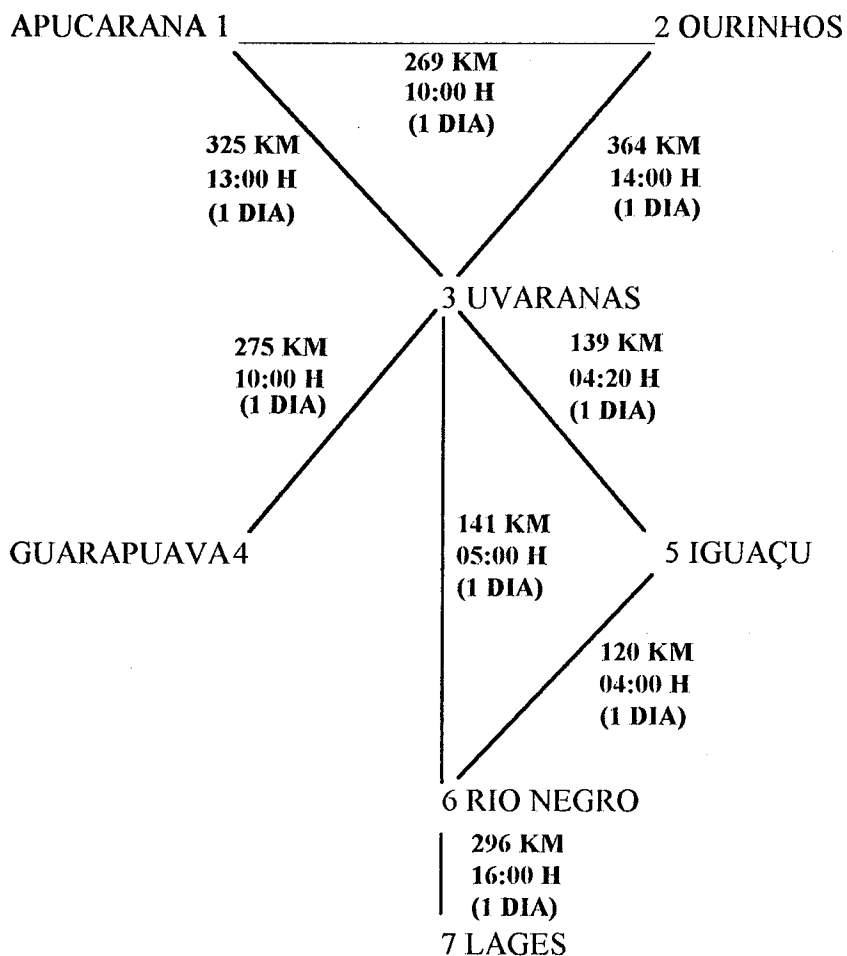 APUCARANA 1
2 OURINHOS
269 KM
10:00 H
(1 DIA)
325 KM
13:00 H
(1 DIA)
364 KM
14:00 H
(1 DIA)
3 UVARANAS
275 KM
10:00 H
(1 DIA)
139 KM
04:20 H
(1 DIA)
GUARAPUAVA 4
141 KM
05:00 H
(1 DIA)
5 IGUAÇU
120 KM
04:00 H
(1 DIA)
6 RIO NEGRO
296 KM
16:00 H
(1 DIA)
7 LAGES